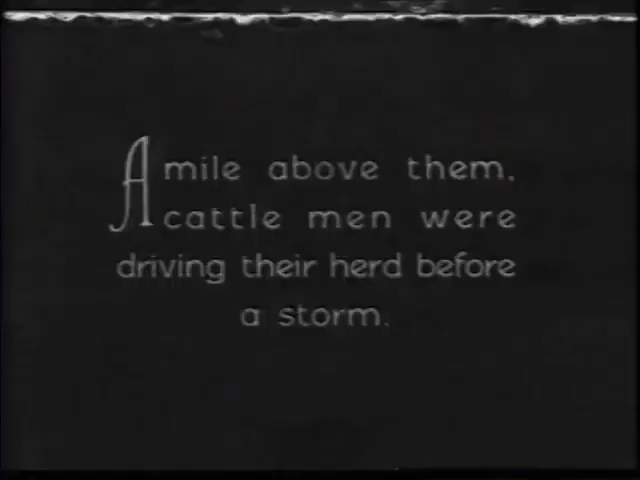 A mile above them,
cattle men were
driving their herd before
a storm.